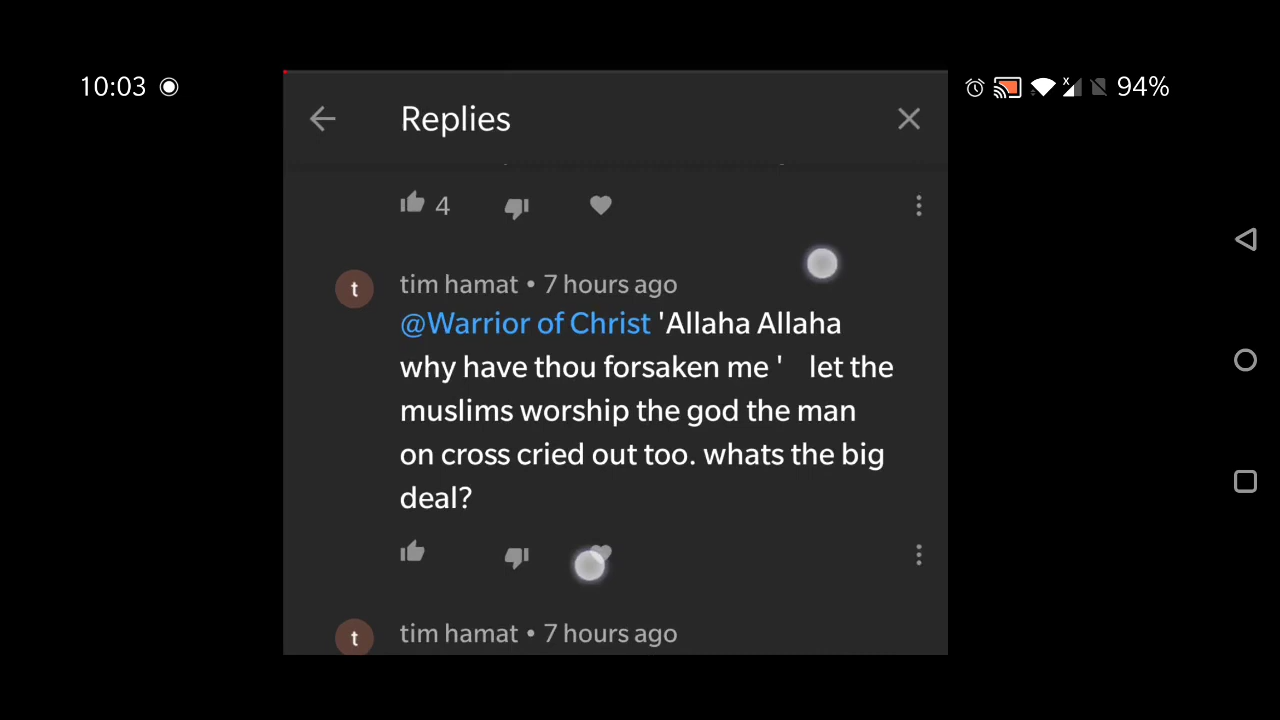 10:03
94%
Replies
4
tim hamat • 7 hours ago
@Warrior of Christ 'Allaha Allaha
why have thou forsaken me '    let the
muslims worship the god the man
on cross cried out too. whats the big
deal?
tim hamat • 7 hours ago
t
t